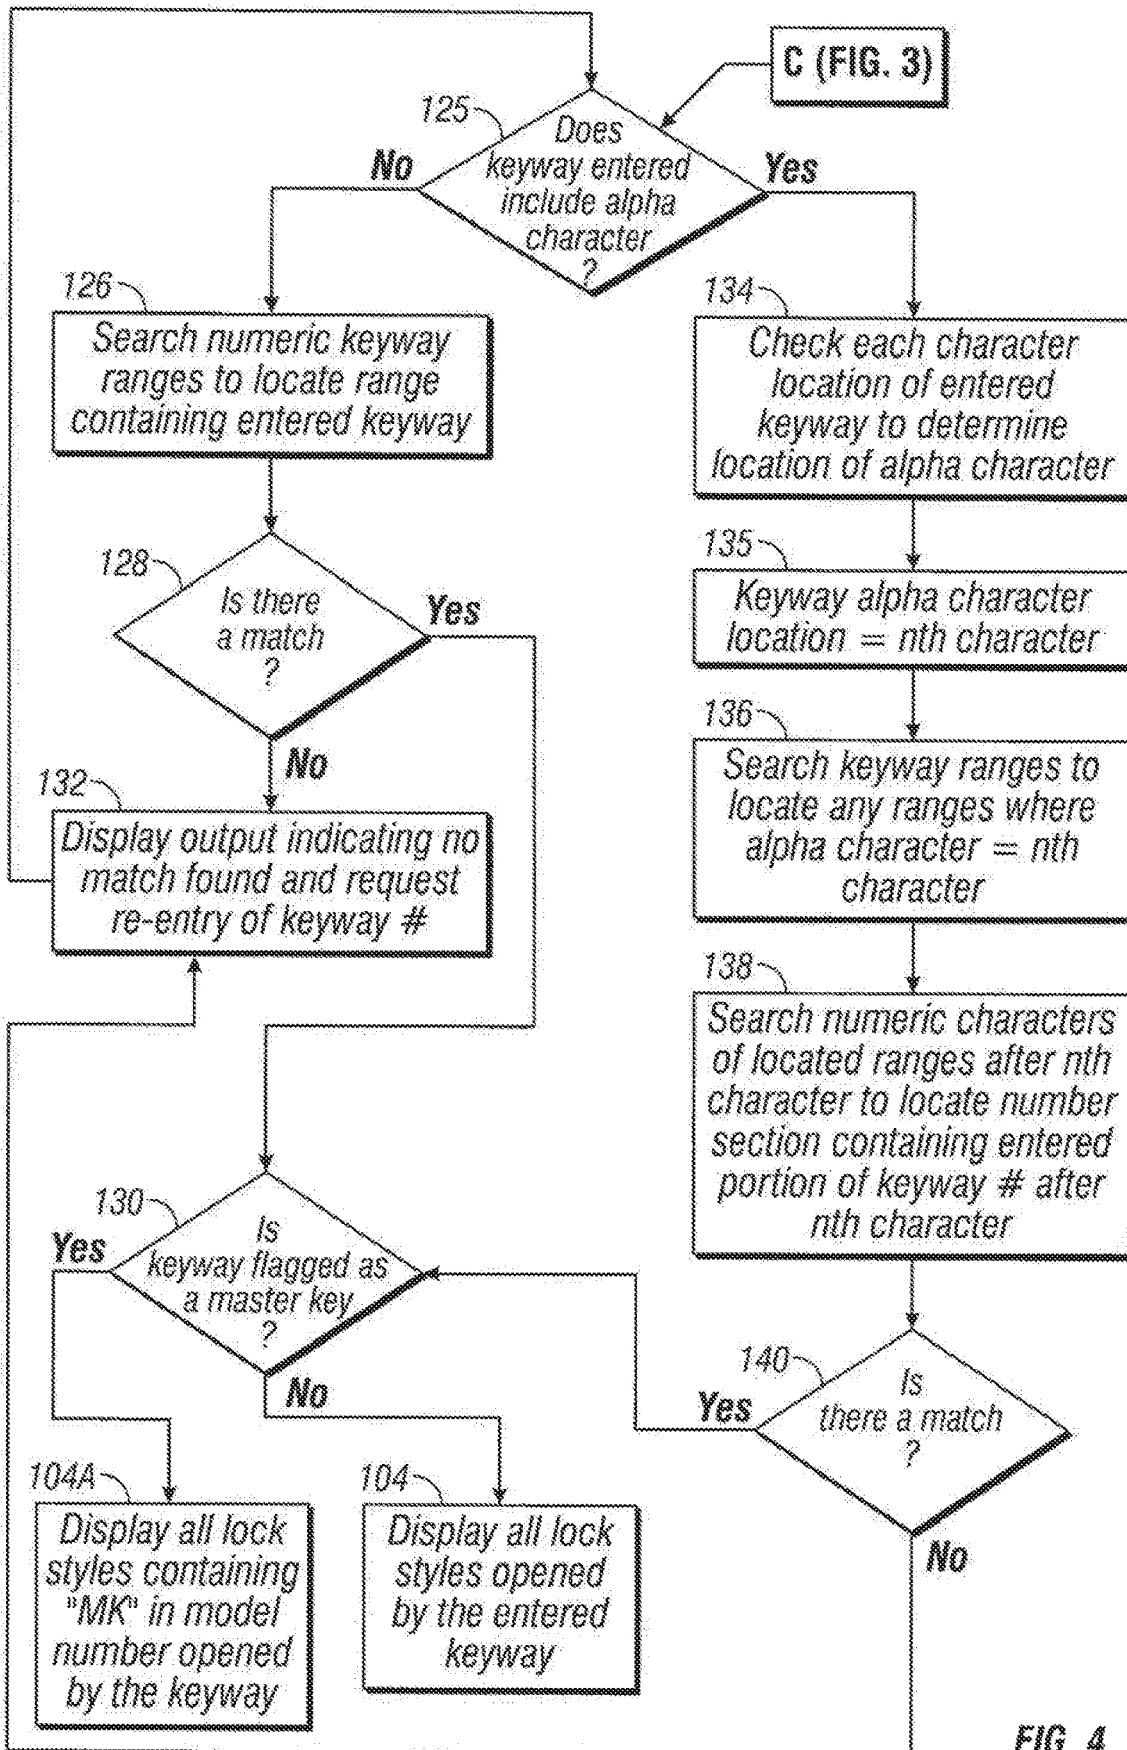 C (FIG. 3)
125
Does
keyway entered
include alpha
character
?
No
Yes
126
Search numeric keyway
ranges to locate range
containing entered keyway
134
Check each character
location of entered
keyway to determine
location of alpha character
128
Is there
a match
?
Yes
No
135
Keyway alpha character
location = nth character
132
Display output indicating no
match found and request
re-entry of keyway #
136
Search keyway ranges to
locate any ranges where
alpha character = nth
character
138
Search numeric characters
of located ranges after nth
character to locate number
section containing entered
portion of keyway # after
nth character
130
Is
keyway flagged as
a master key
?
Yes
No
140
Is
there a match
?
Yes
No
104A
Display all lock
styles containing
"MK" in model
number opened
by the keyway
104
Display all lock
styles opened
by the entered
keyway
FIG. 4